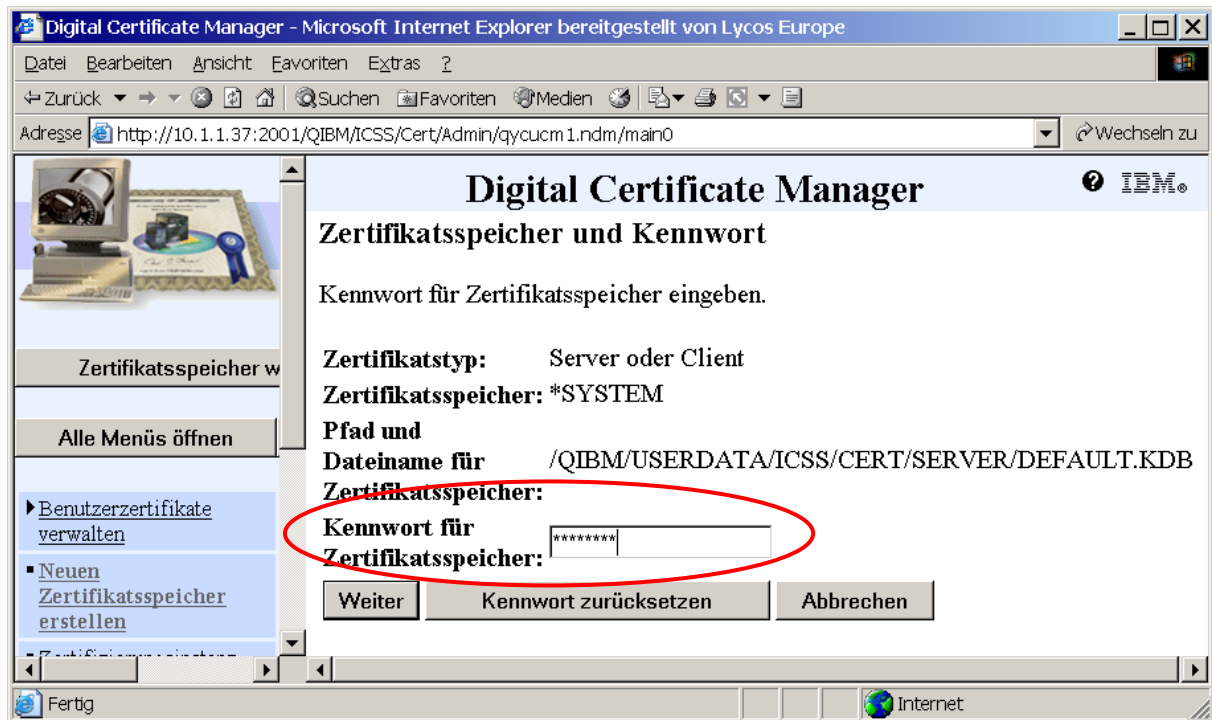 Digital Certificate Manager - Microsoft Internet Explorer bereitgestellt von Lycos Europe
Datei Bearbeiten Ansicht Favoriten Extras ?
Zurück Suchen Favoriten Medien
Adresse http://10.1.1.37:2001/QIBM/ICSS/Cert/Admin/qycucm1.ndm/main0 Wechseln zu
Zertifikatsspeicher w
Alle Menüs öffnen
Benutzerzertifikate
verwalten
Neuen
Zertifikatsspeicher
erstellen
Digital Certificate Manager
IBM®
Zertifikatsspeicher und Kennwort
Kennwort für Zertifikatsspeicher eingeben.
Zertifikatstyp: Server oder Client
Zertifikatsspeicher: *SYSTEM
Pfad und
Dateiname für /QIBM/USERDATA/ICSS/CERT/SERVER/DEFAULT.KDB
Zertifikatsspeicher:
Kennwort für
Zertifikatsspeicher: ********
Weiter Kennwort zurücksetzen Abbrechen
Fertig Internet